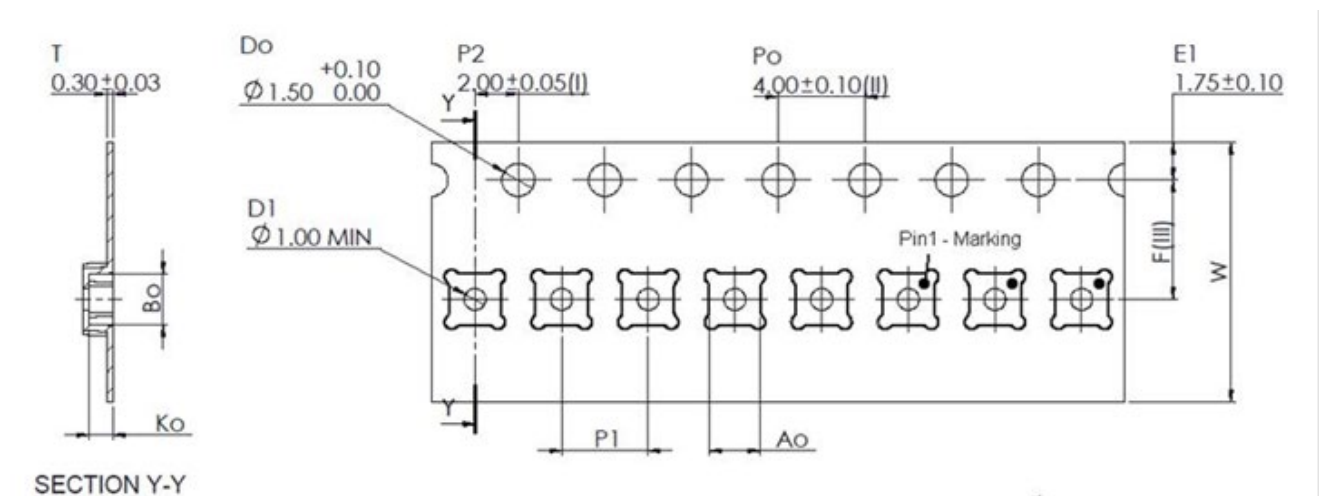 T
0.30±0.03
Do
+0.10
Ø1.50 0.00
P2
2.00±0.05(I)
Po
4.00±0.10(II)
E1
1.75±0.10
Y
D1
Ø1.00 MIN
Pin1 - Marking
F(III)
W
Bo
Y
Ko
P1
Ao
SECTION Y-Y